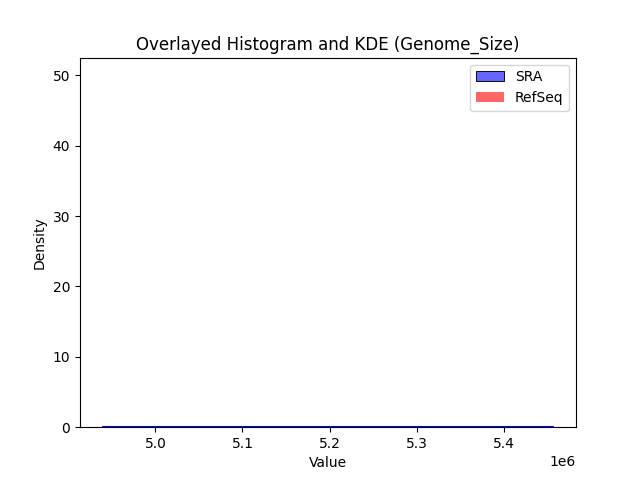 Overlayed Histogram and KDE (Genome_Size)
SRA
RefSeq
50
40
30
20
10
0
Density
5.0 5.1 5.2 5.3 5.4
1e6
Value